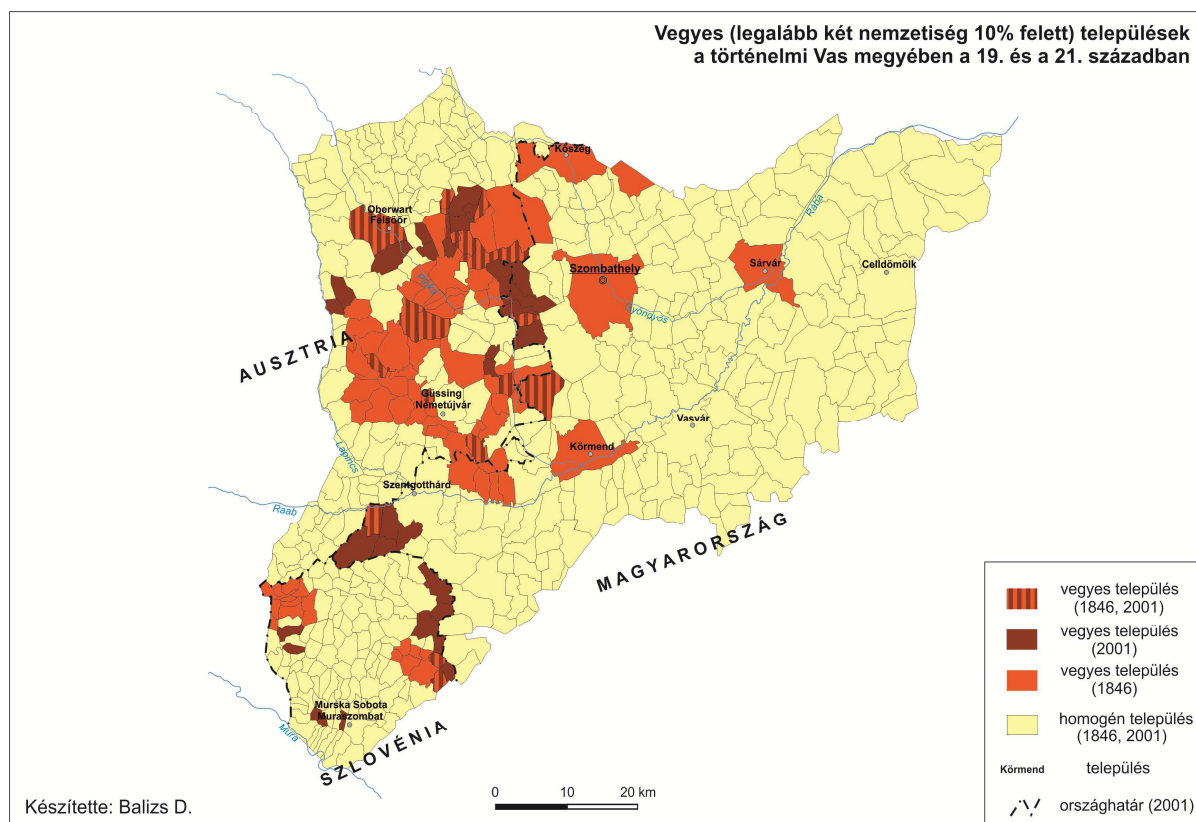 Vegyes (legalább két nemzetiség 10% felett) települések
a történelmi Vas megyében a 19. és a 21. században
Kőszeg
Oberwart
Felsőőr
Rába
Szombathely
Sárvár
Celldömölk
Pinka
Gyöngyös
AUSZTRIA
Güssing
Németújvár
Vasvár
Körmend
Lapincs
Szentgotthárd
Raab
MAGYARORSZÁG
Murska Sobota
Muraszombat
Mura
SZLOVÉNIA
vegyes település
(1846, 2001)
vegyes település
(2001)
vegyes település
(1846)
homogén település
(1846, 2001)
Körmend település
országhatár (2001)
0 10 20 km
Készítette: Balizs D.